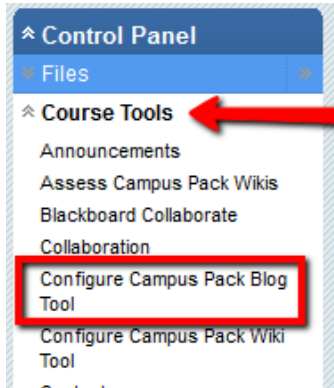 Control Panel
Files
Course Tools
Announcements
Assess Campus Pack Wikis
Blackboard Collaborate
Collaboration
Configure Campus Pack Blog
Tool
Configure Campus Pack Wiki
Tool